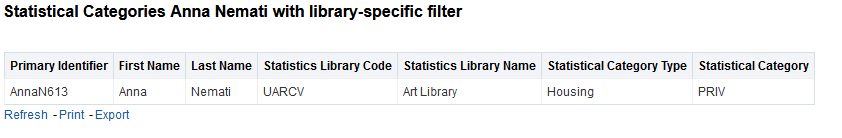 Statistical Categories Anna Nemati with library-specific filter
Primary Identifier First Name Last Name Statistics Library Code Statistics Library Name Statistical Category Type Statistical Category
AnnaN613 Anna Nemati UARCV Art Library Housing PRIV
Refresh - Print - Export